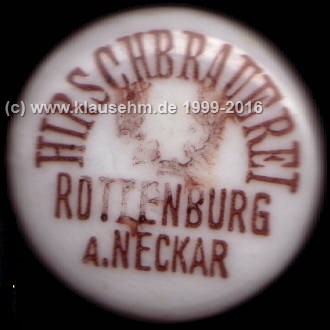 HIRSCHBRAUEREI
(c) www.klausehm.de 1999-2016
ROTTENBURG
A.NECKAR